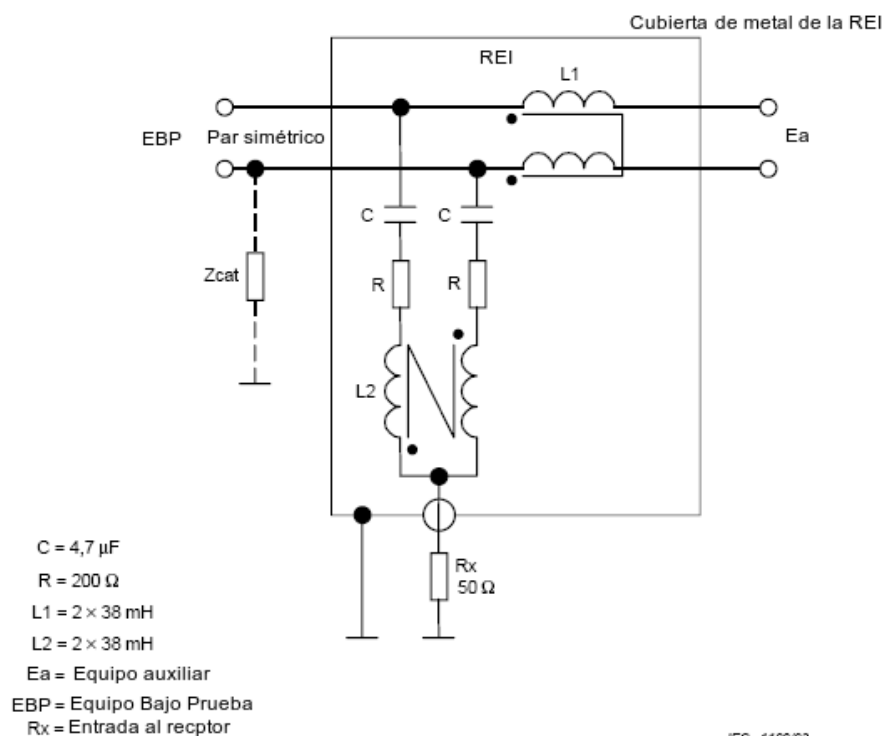 Cubierta de metal de la REI
REI
L1
EBP
Par simétrico
Ea
C
C
Zcat
R
R
L2
Rx
50 Ω
C = 4,7 µF
R = 200 Ω
L1 = 2 × 38 mH
L2 = 2 × 38 mH
Ea = Equipo auxiliar
EBP = Equipo Bajo Prueba
Rx = Entrada al recptor